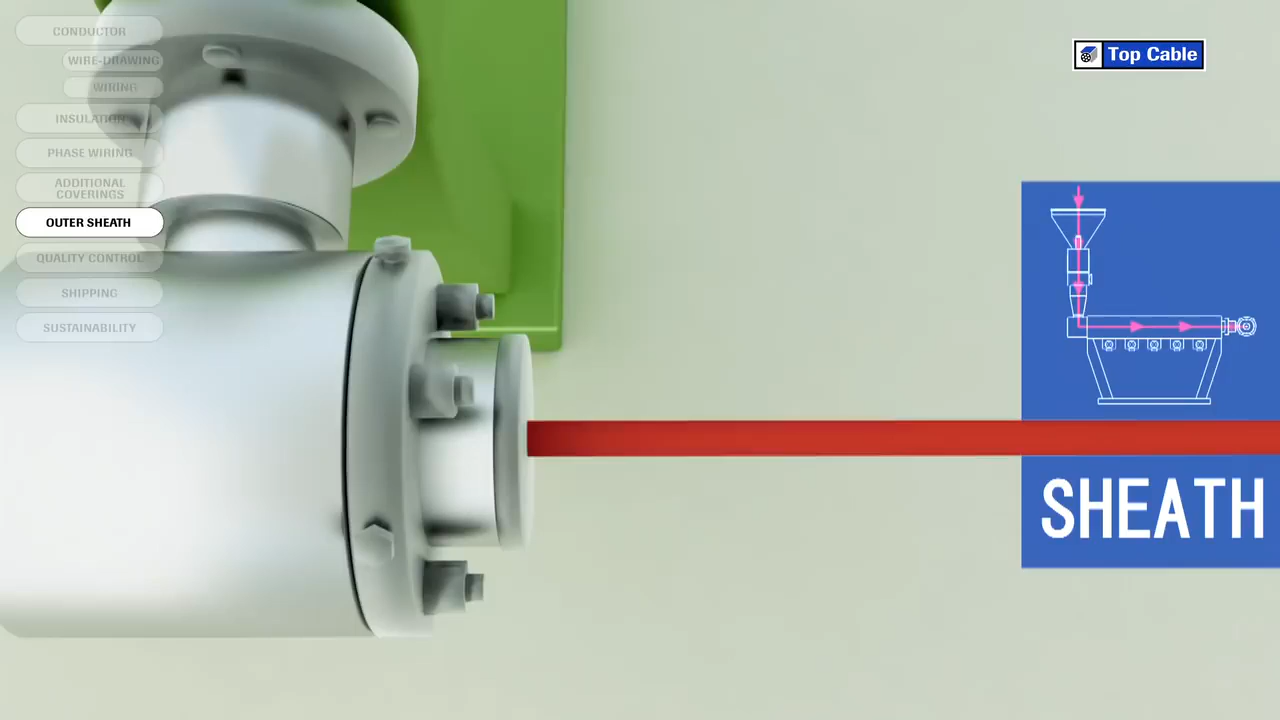 CONDUCTOR
WIRE-DRAWING
WIRING
INSULATION
PHASE WIRING
ADDITIONAL
COVERINGS
OUTER SHEATH
QUALITY CONTROL
SHIPPING
SUSTAINABILITY
Top Cable
SHEATH